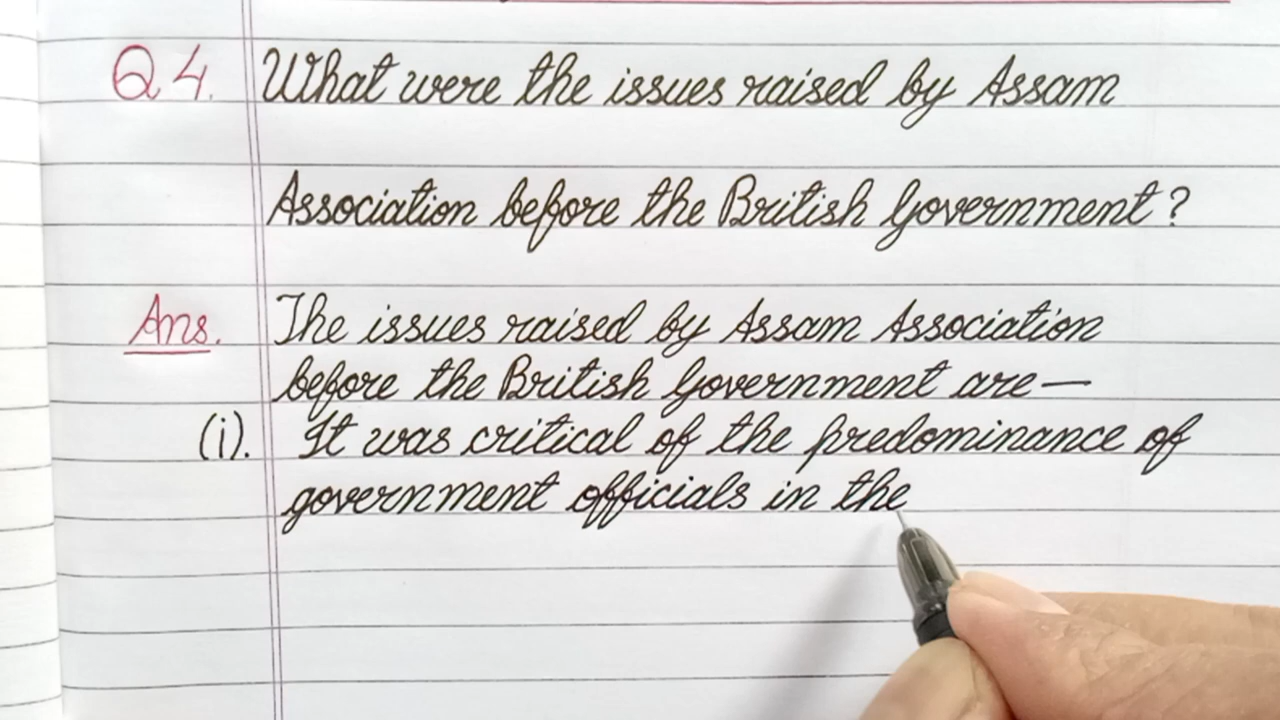 Q 4. What were the issues raised by Assam
Association before the British Government?
Ans. The issues raised by Assam Association
before the British Government are —
(i). It was critical of the predominance of
government officials in the